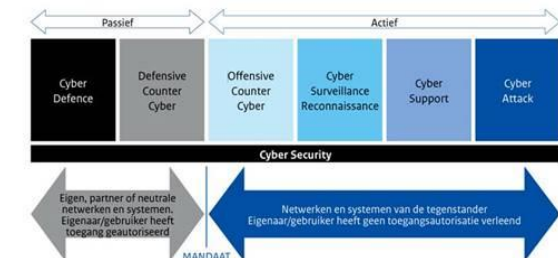 Passief
Actief
Cyber
Defence
Defensive
Counter
Cyber
Offensive
Counter
Cyber
Cyber
Surveillance
Reconnaissance
Cyber
Support
Cyber
Attack
Cyber Security
Eigen, partner of neutrale
netwerken en systemen.
Eigenaar/gebruiker heeft
toegang geautoriseerd
Netwerken en systemen van de tegenstander
Eigenaar/gebruiker heeft geen toegangsautorisatie verleend
MANDAAT